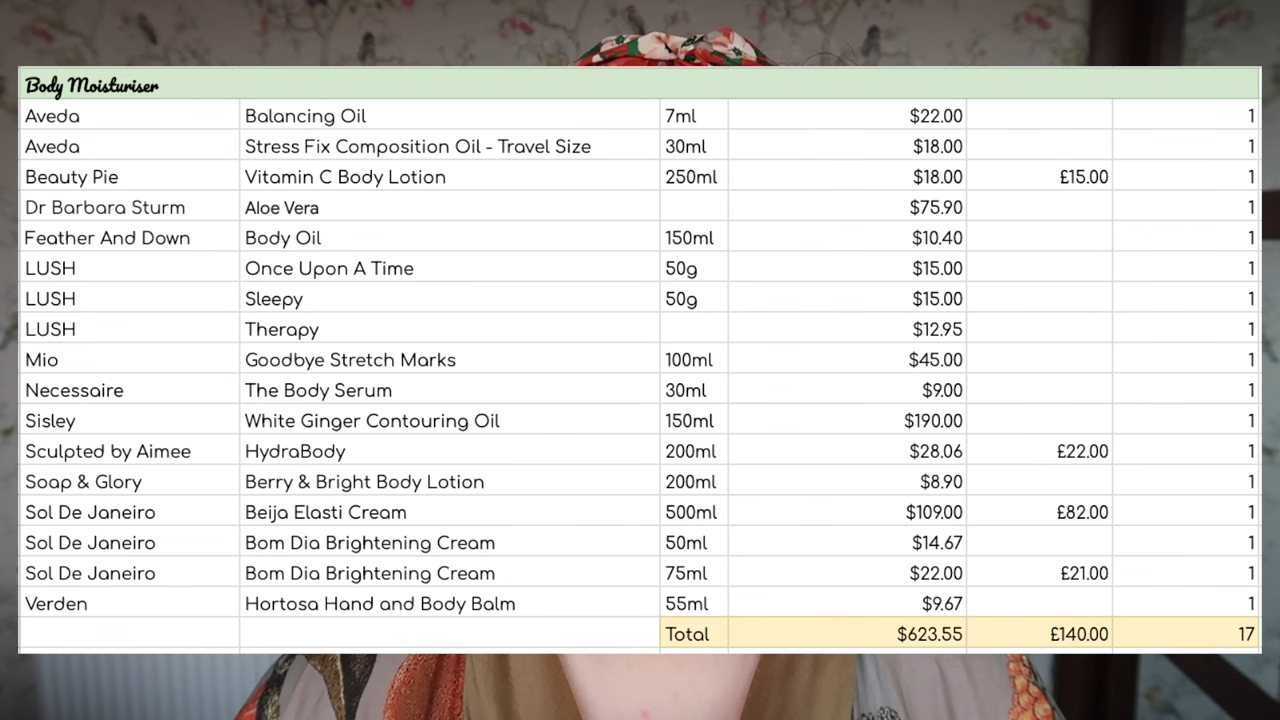 Body Moisturiser
Aveda Balancing Oil 7ml $22.00 1
Aveda Stress Fix Composition Oil - Travel Size 30ml $18.00 1
Beauty Pie Vitamin C Body Lotion 250ml $18.00 £15.00 1
Dr Barbara Sturm Aloe Vera $75.90 1
Feather And Down Body Oil 150ml $10.40 1
LUSH Once Upon A Time 50g $15.00 1
LUSH Sleepy 50g $15.00 1
LUSH Therapy $12.95 1
Mio Goodbye Stretch Marks 100ml $45.00 1
Necessaire The Body Serum 30ml $9.00 1
Sisley White Ginger Contouring Oil 150ml $190.00 1
Sculpted by Aimee HydraBody 200ml $28.06 £22.00 1
Soap & Glory Berry & Bright Body Lotion 200ml $8.90 1
Sol De Janeiro Beija Elasti Cream 500ml $109.00 £82.00 1
Sol De Janeiro Bom Dia Brightening Cream 50ml $14.67 1
Sol De Janeiro Bom Dia Brightening Cream 75ml $22.00 £21.00 1
Verden Hortosa Hand and Body Balm 55ml $9.67 1
Total $623.55 £140.00 17